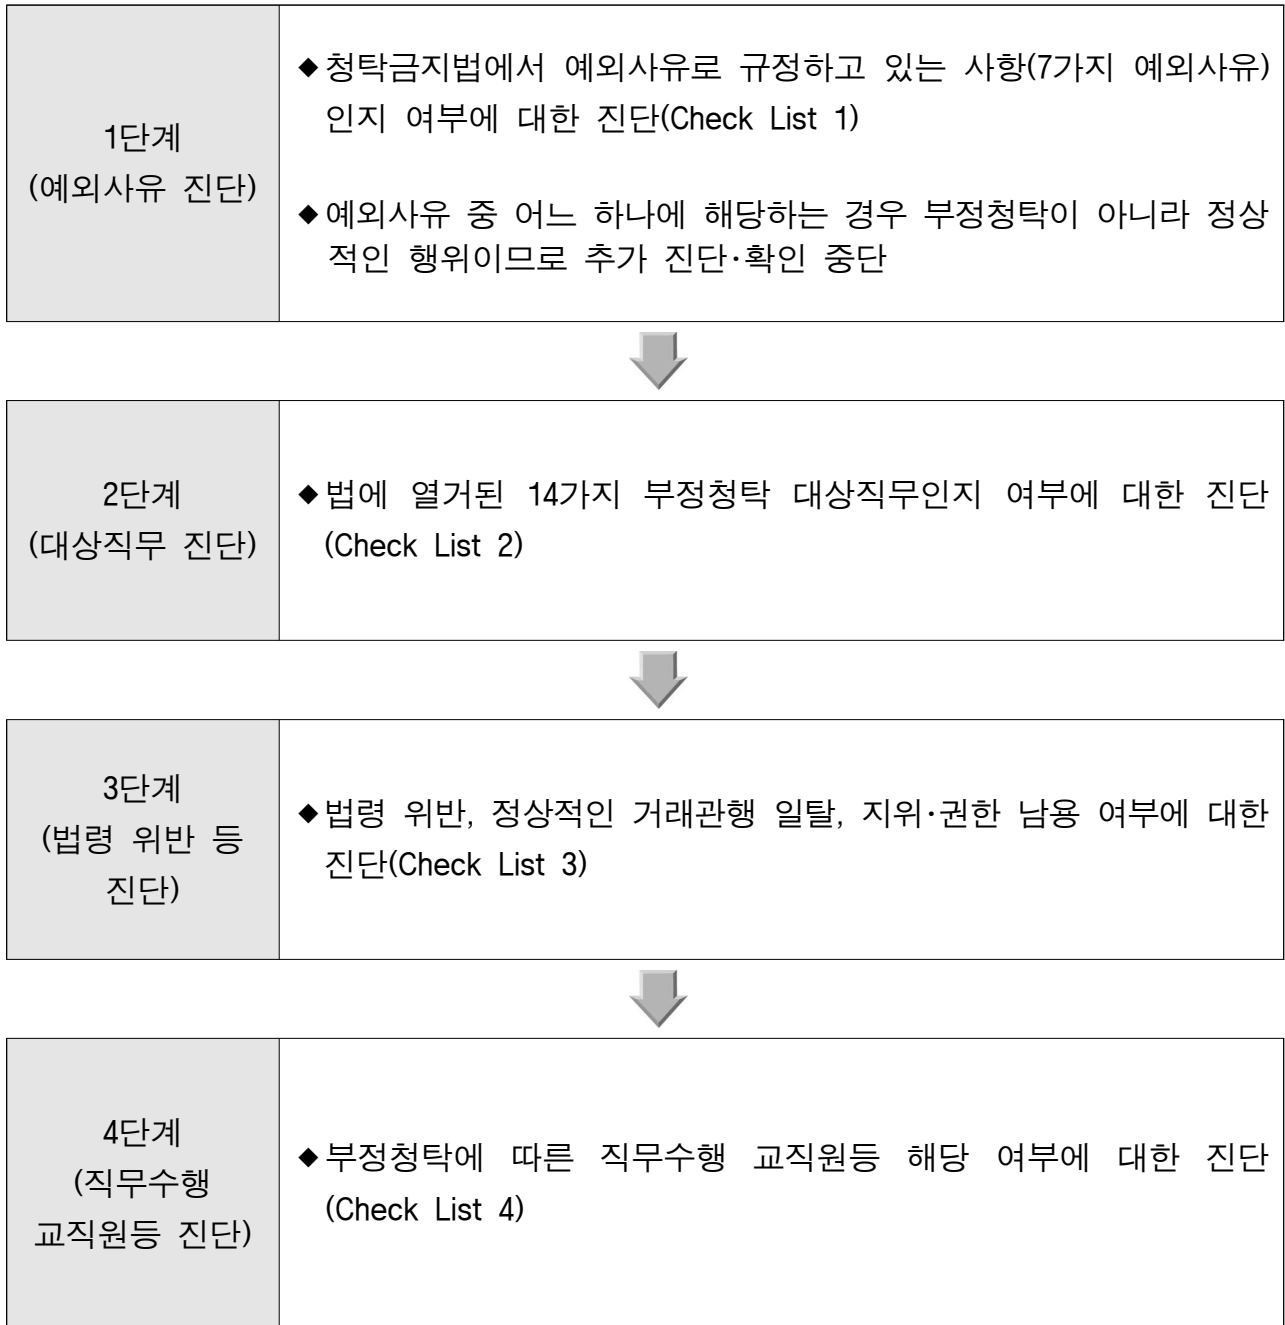 1단계
(예외사유 진단)
◆청탁금지법에서 예외사유로 규정하고 있는 사항(7가지 예외사유)
인지 여부에 대한 진단(Check List 1)
◆예외사유 중 어느 하나에 해당하는 경우 부정청탁이 아니라 정상
적인 행위이므로 추가 진단·확인 중단
2단계
(대상직무 진단)
◆법에 열거된 14가지 부정청탁 대상직무인지 여부에 대한 진단
(Check List 2)
3단계
(법령 위반 등
진단)
◆법령 위반, 정상적인 거래관행 일탈, 지위·권한 남용 여부에 대한
진단(Check List 3)
4단계
(직무수행
교직원등 진단)
◆부정청탁에 따른 직무수행 교직원등 해당 여부에 대한 진단
(Check List 4)